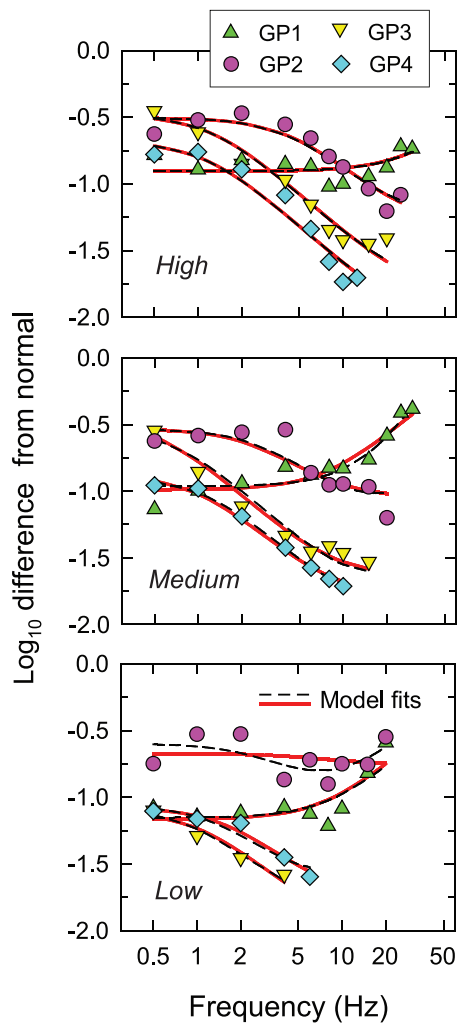 GP1 GP3
GP2 GP4
0.0
-0.5
-1.0
-1.5
-2.0
High
0.0
-0.5
-1.0
-1.5
-2.0
Medium
0.0
-0.5
-1.0
-1.5
-2.0
Model fits
Low
Log10 difference from normal
0.5 1 2 5 10 20 50
Frequency (Hz)